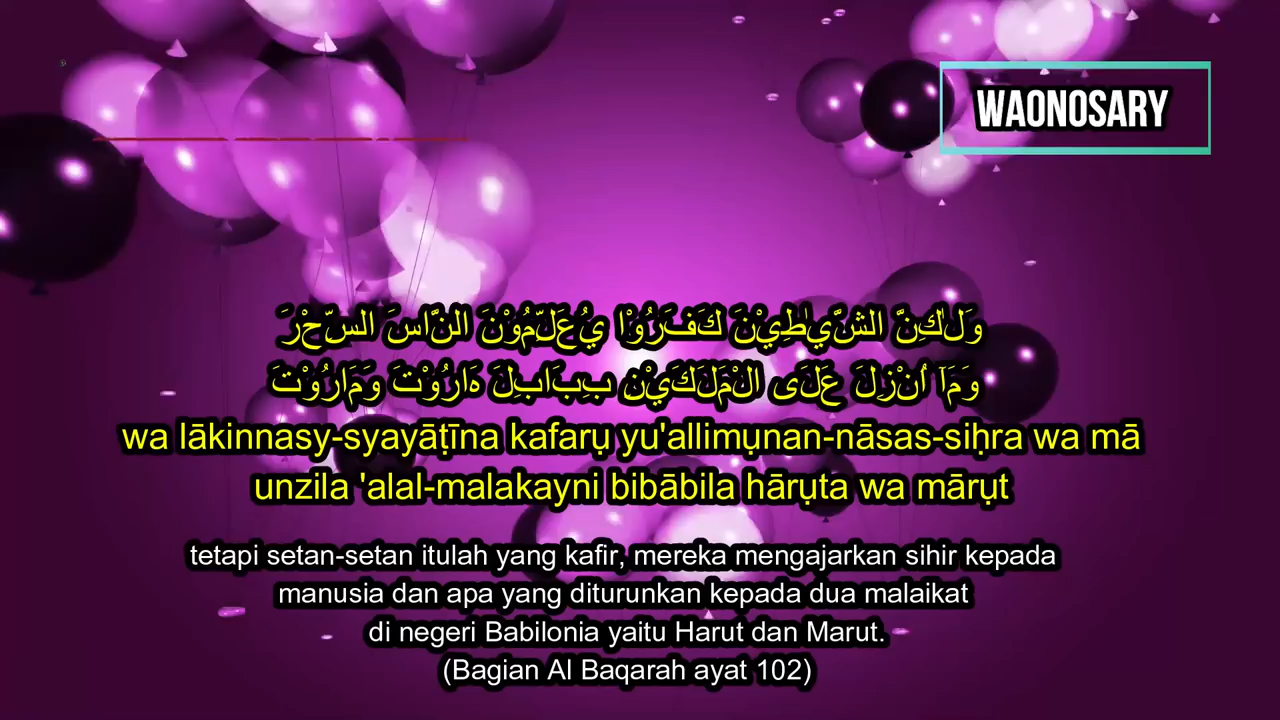 WAONOSARY
وَلٰكِنَّ الشَّيٰطِيْنَ كَفَرُوْا يُعَلِّمُوْنَ النَّاسَ السِّحْرَ
وَمَآ اُنْزِلَ عَلَى الْمَلَكَيْنِ بِبَابِلَ هَارُوْتَ وَمَارُوْتَ
wa lākinnasy-syayāṭīna kafarụ yu'allimụnan-nāsas-siḥra wa mā
unzila 'alal-malakayni bibābila hārụta wa mārụt
tetapi setan-setan itulah yang kafir, mereka mengajarkan sihir kepada
manusia dan apa yang diturunkan kepada dua malaikat
di negeri Babilonia yaitu Harut dan Marut.
(Bagian Al Baqarah ayat 102)